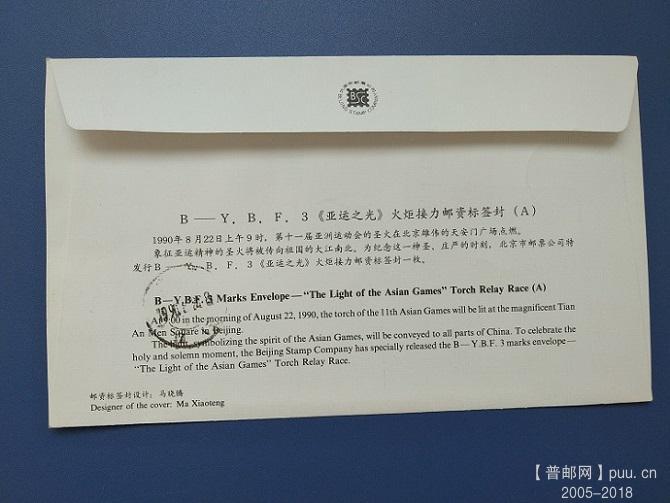 B —— Y．B．F．3《亚运之光》火炬接力邮资标签封(A)
1990年8月22日上午9时，第十一届亚洲运动会的圣火在北京雄伟的天安门广场点燃。
象征亚运精神的圣火将被传向祖国的大江南北。为纪念这一神圣、庄严的时刻，北京市邮票公司特
发行B——Y．B．F．3《亚运之光》火炬接力邮资标签封一枚。
B—Y.B.F. 3 Marks Envelope—“The Light of the Asian Games” Torch Relay Race (A)
At 9:00 in the morning of August 22, 1990, the torch of the 11th Asian Games will be lit at the magnificent Tian
An Men Square in Beijing.
The symbolizing the spirit of the Asian Games, will be conveyed to all parts of China. To celebrate the
holy and solemn moment, the Beijing Stamp Company has specially released the B—Y.B.F. 3 marks envelope—
“The Light of the Asian Games” Torch Relay Race.
邮资标签封设计：马晓腾
Designer of the cover: Ma Xiaoteng
【普邮网】puu.cn
2005-2018